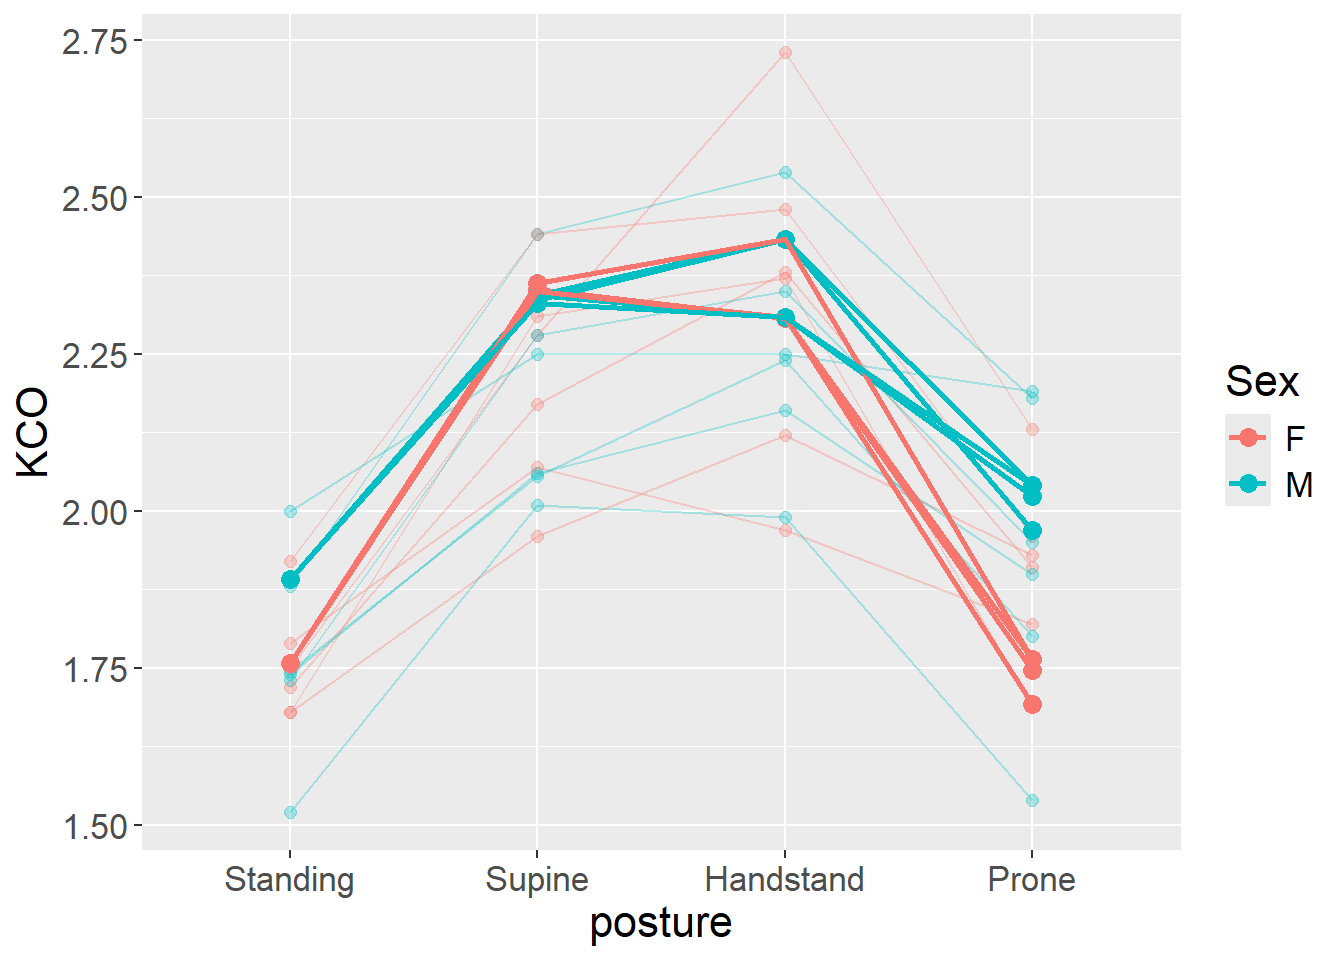 2.75
2.50
2.25
2.00
1.75
1.50
KCO
Standing Supine Handstand Prone
posture
Sex
F
M